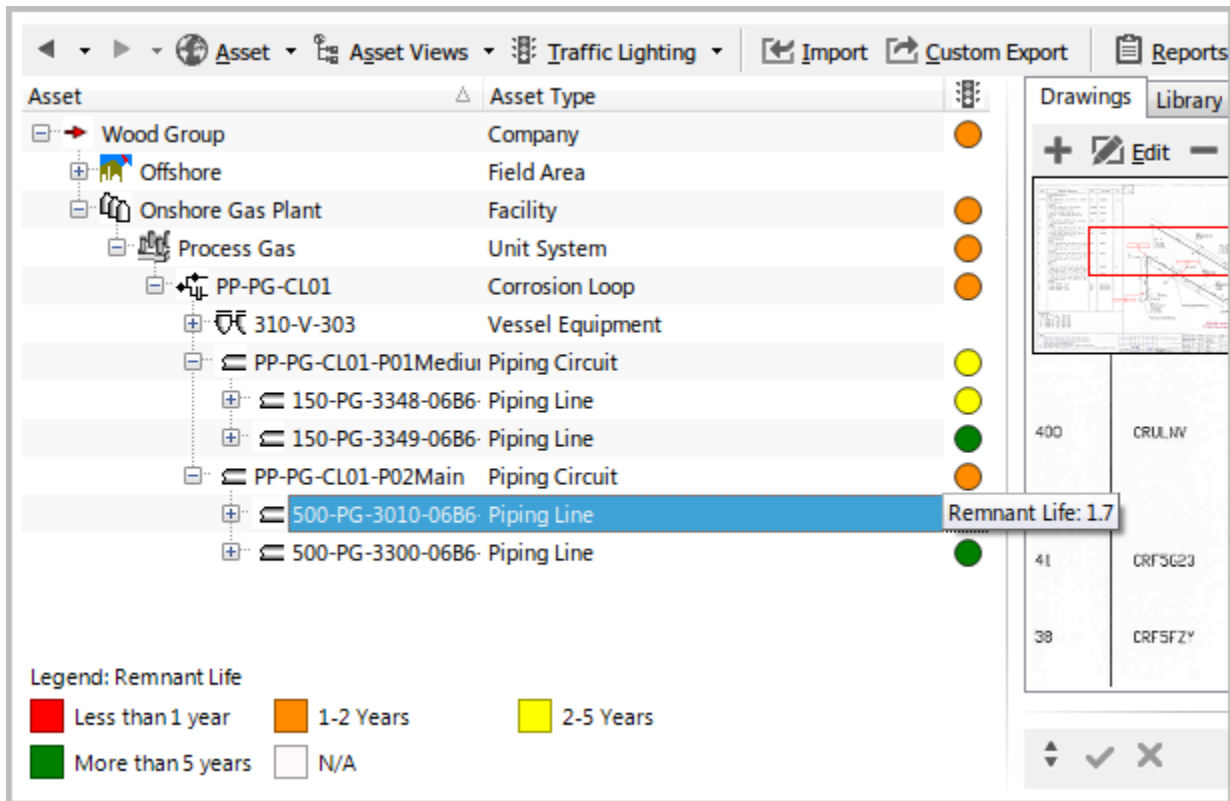 Asset Asset Views Traffic Lighting Import Custom Export Reports
Asset Asset Type
Drawings Library
Wood Group Company
Edit
Offshore Field Area
Onshore Gas Plant Facility
Process Gas Unit System
PP-PG-CL01 Corrosion Loop
310-V-303 Vessel Equipment
PP-PG-CL01-P01Mediu Piping Circuit
150-PG-3348-06B6- Piping Line
150-PG-3349-06B6- Piping Line
400 CRULNV
PP-PG-CL01-P02Main Piping Circuit
500-PG-3010-06B6- Piping Line
Remnant Life: 1.7
500-PG-3300-06B6- Piping Line
41 CRF5G23
38 CRF5FZY
Legend: Remnant Life
Less than 1 year 1-2 Years 2-5 Years
More than 5 years N/A